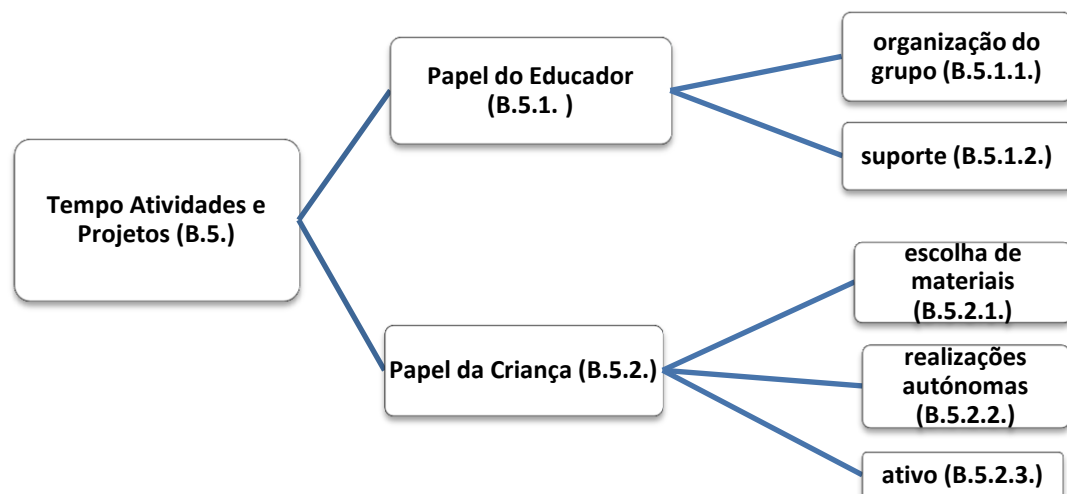 Tempo Atividades e
Projetos (B.5.)
Papel do Educador
(B.5.1. )
organização do
grupo (B.5.1.1.)
suporte (B.5.1.2.)
Papel da Criança (B.5.2.)
escolha de
materiais
(B.5.2.1.)
realizações
autónomas
(B.5.2.2.)
ativo (B.5.2.3.)